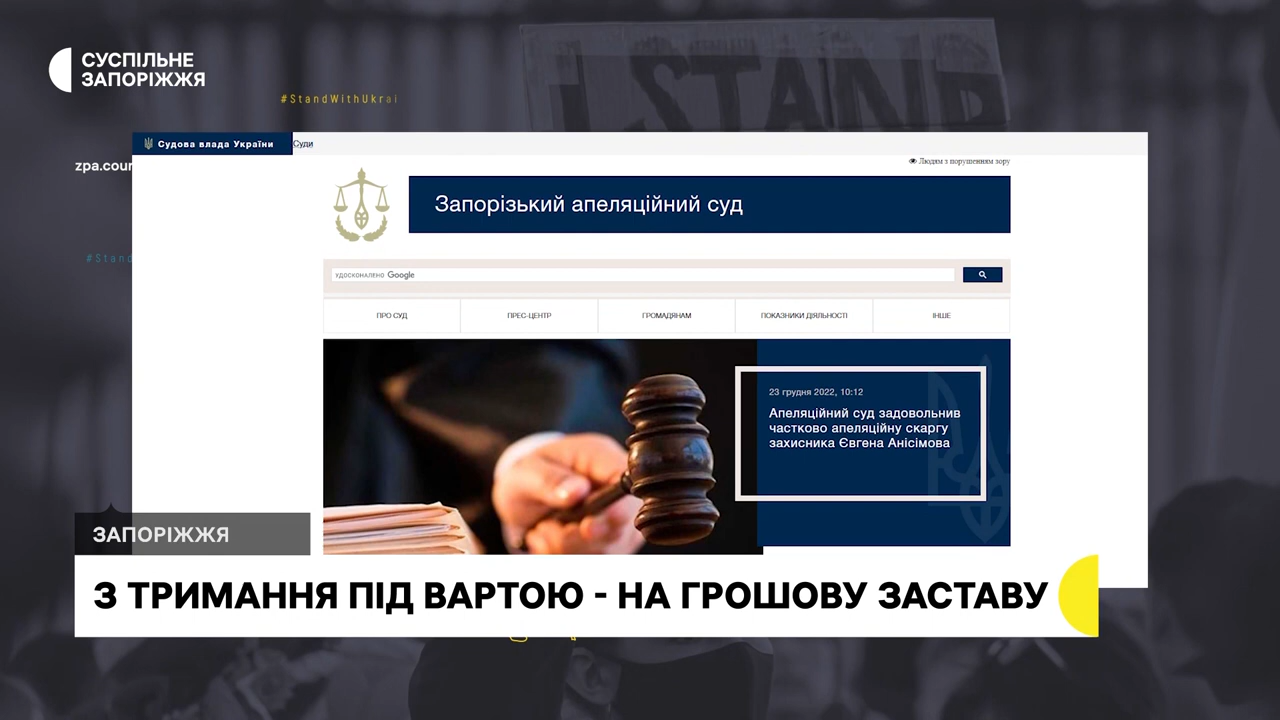 СУСПІЛЬНЕ
ЗАПОРІЖЖЯ
STAND
#StandWithUkrai
Судова влада України
Суди
zpa.cour
Людям з порушенням зору
Запорізький апеляційний суд
#Stand
УДОСКОНАЛЕНО Google
ПРО СУД
ПРЕС-ЦЕНТР
ГРОМАДЯНАМ
ПОКАЗНИКИ ДІЯЛЬНОСТІ
ІНШЕ
23 грудня 2022, 10:12
Апеляційний суд задовольнив
частково апеляційну скаргу
захисника Євгена Анісімова
ЗАПОРІЖЖЯ
З ТРИМАННЯ ПІД ВАРТОЮ - НА ГРОШОВУ ЗАСТАВУ